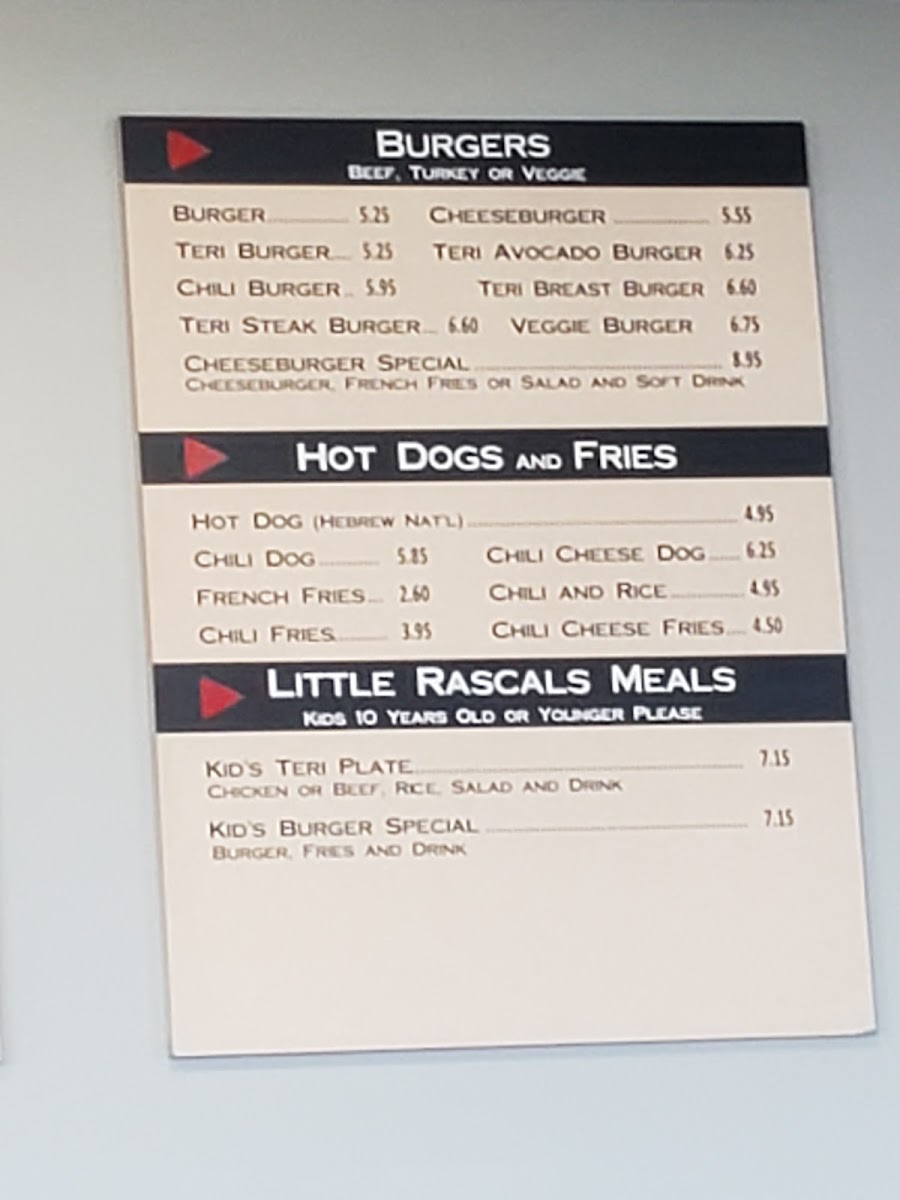 BURGERS
BEEF, TURKEY OR VEGGIE
BURGER 5.25 CHEESEBURGER 5.55
TERI BURGER 5.25 TERI AVOCADO BURGER 6.25
CHILI BURGER 5.95 TERI BREAST BURGER 6.60
TERI STEAK BURGER 6.60 VEGGIE BURGER 6.75
CHEESEBURGER SPECIAL 8.95
CHEESEBURGER, FRENCH FRIES OR SALAD AND SOFT DRINK
HOT DOGS AND FRIES
HOT DOG (HEBREW NAT'L) 4.95
CHILI DOG 5.85 CHILI CHEESE DOG 6.25
FRENCH FRIES 2.60 CHILI AND RICE 4.95
CHILI FRIES 3.95 CHILI CHEESE FRIES 4.50
LITTLE RASCALS MEALS
KIDS 10 YEARS OLD OR YOUNGER PLEASE
KID'S TERI PLATE 7.15
CHICKEN OR BEEF, RICE, SALAD AND DRINK
KID'S BURGER SPECIAL 7.15
BURGER, FRIES AND DRINK